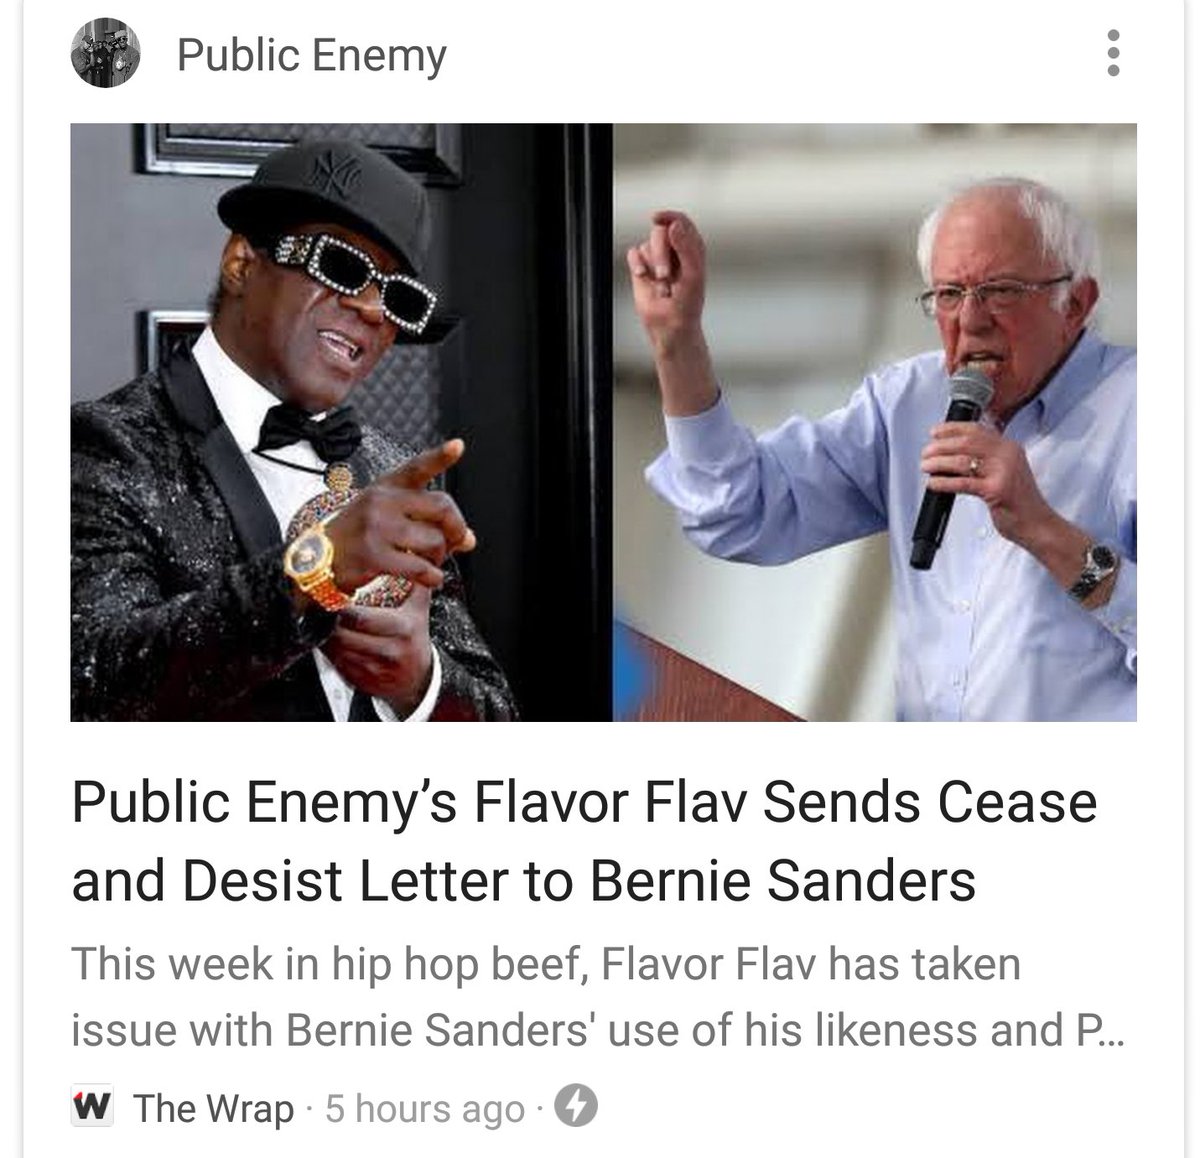 Public Enemy
NY
Public Enemy’s Flavor Flav Sends Cease
and Desist Letter to Bernie Sanders
This week in hip hop beef, Flavor Flav has taken
issue with Bernie Sanders' use of his likeness and P...
W The Wrap · 5 hours ago ·